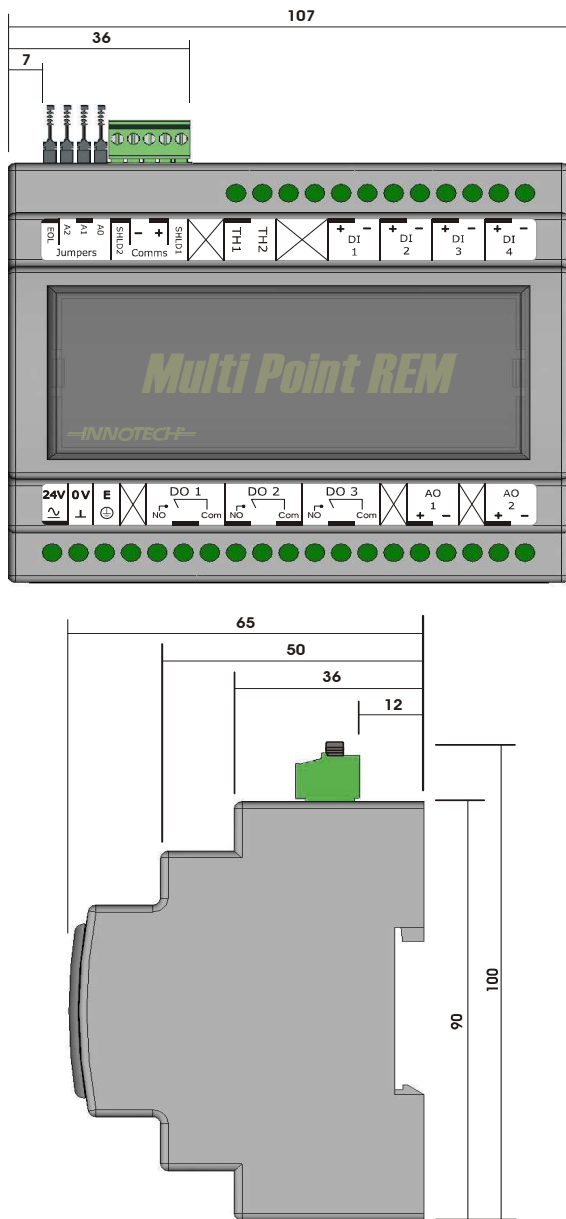 107
36
7
EOL A2 A1 A0 SHLD2 - + SHLD1 TH1 TH2 + - + - + - + -
Jumpers Comms DI DI DI DI
1 2 3 4
Multi Point REM
INNOTECH
24V 0V E DO 1 DO 2 DO 3 AO AO
NO Com NO Com NO Com 1 2
+ - + -
65
50
36
12
100
90